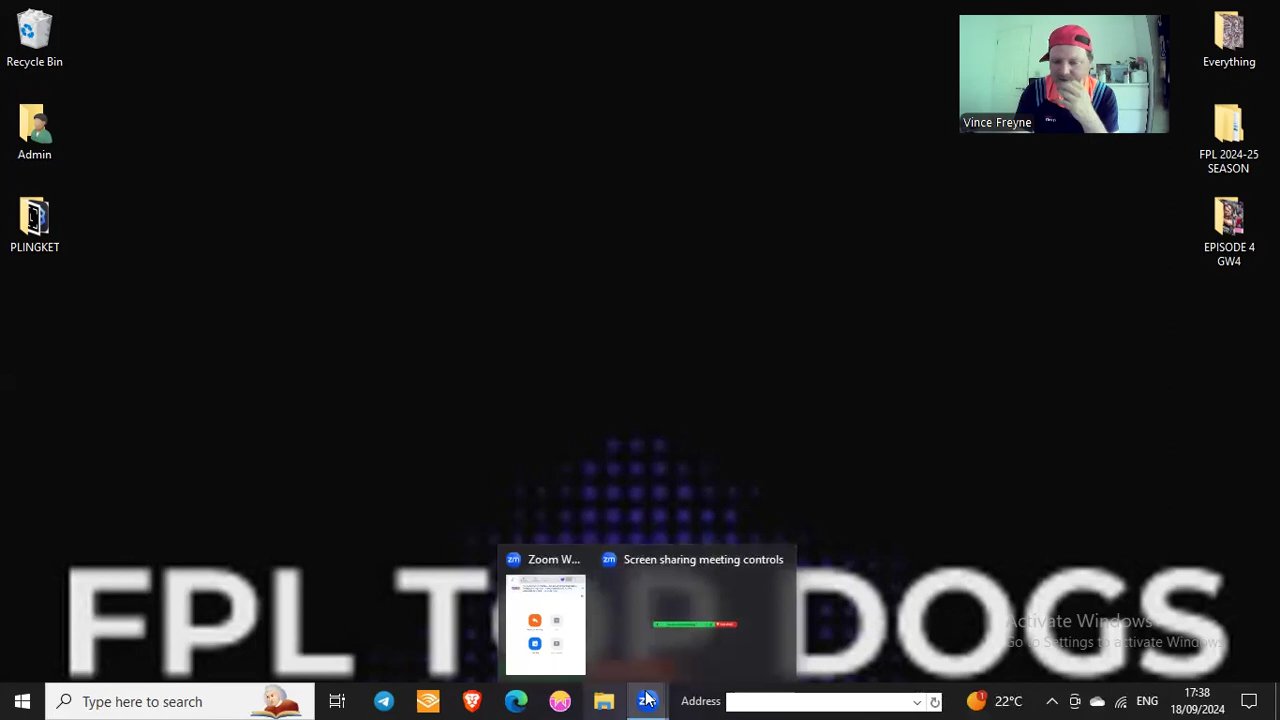 Recycle Bin
Admin
PLINGKET
Vince Freyne
Everything
FPL 2024-25
SEASON
EPISODE 4
GW4
Zoom W...
Screen sharing meeting controls
FPL TOP DOGS
Activate Windows
Go to Settings to activate Windows.
Type here to search
zm
Address
1
22°C
ENG
17:38
18/09/2024